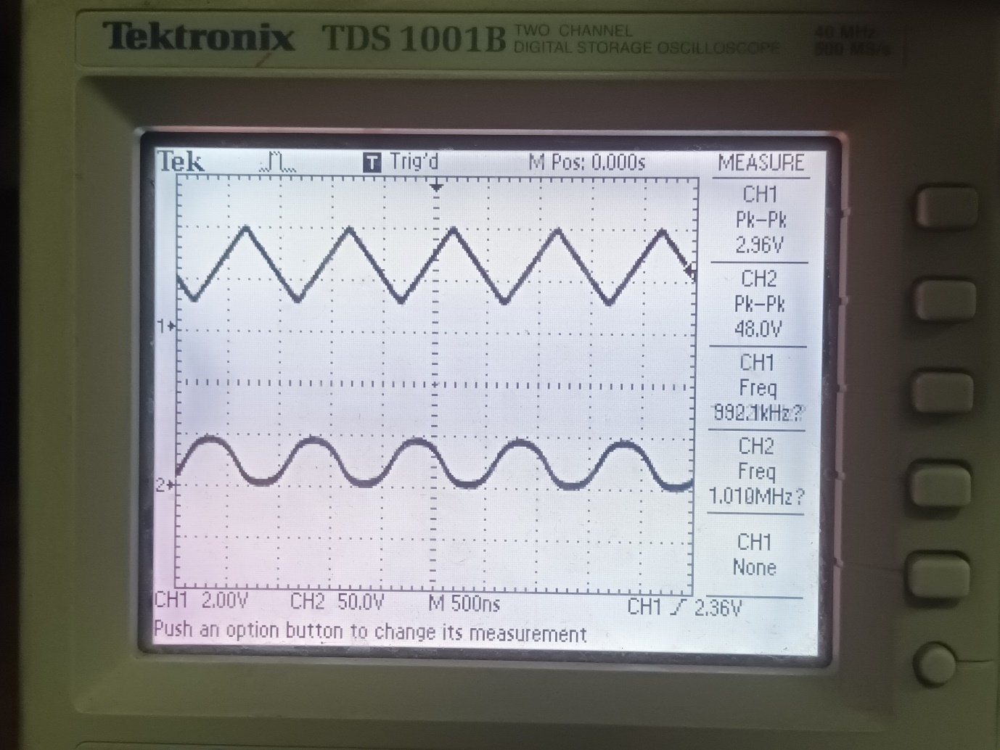 Tektronix TDS 1001B TWO CHANNEL
DIGITAL STORAGE OSCILLOSCOPE
40 MHz
500 MS/s
Tek T Trig'd M Pos: 0.000s MEASURE
CH1
Pk-Pk
2.96V
CH2
Pk-Pk
48.0V
CH1
Freq
CH2
Freq
1.010MHz?
CH1
None
1
2
CH1 2.00V CH2 50.0V M 500ns CH1 2.36V
Push an option button to change its measurement